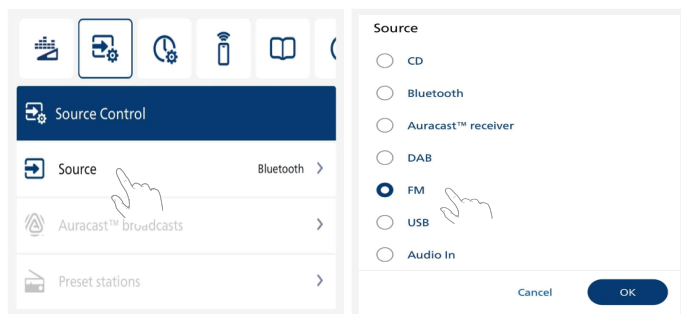 Source Control
Source Bluetooth
Auracast™ broadcasts
Preset stations
Source
CD
Bluetooth
Auracast™ receiver
DAB
FM
USB
Audio In
Cancel OK